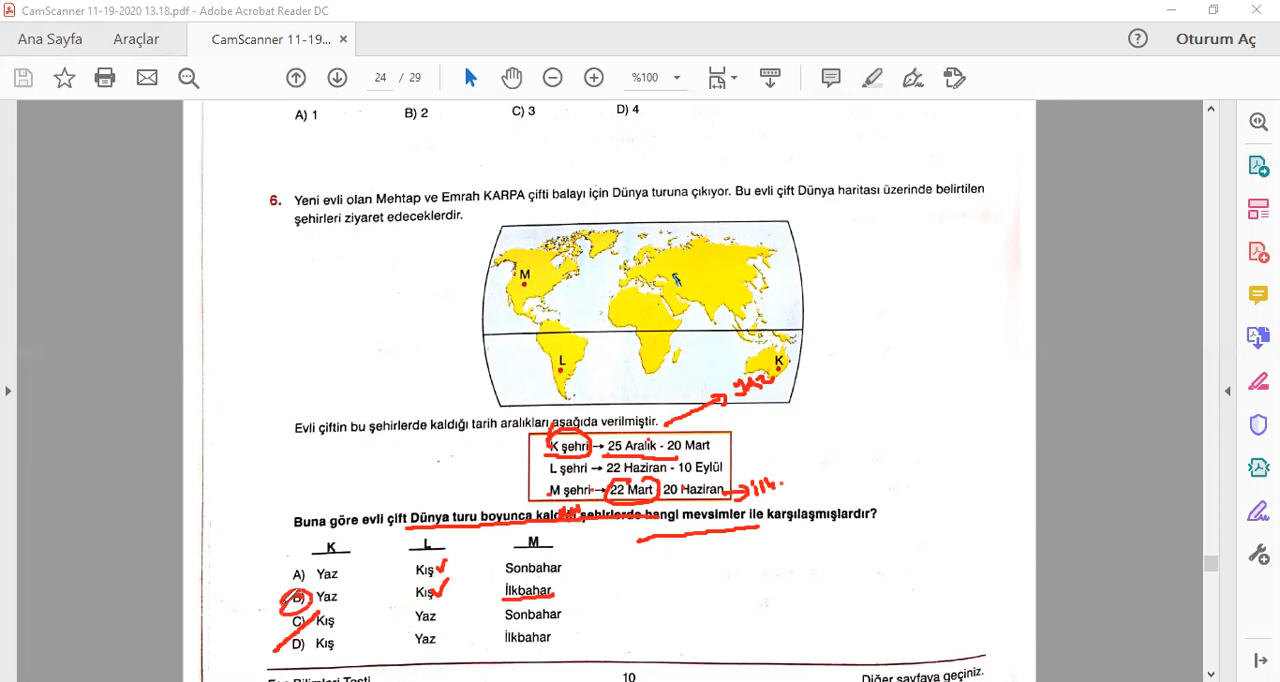 CamScanner 11-19-2020 13.18.pdf - Adobe Acrobat Reader DC
Ana Sayfa Araçlar CamScanner 11-19... × ? Oturum Aç
24 / 29 %100
A) 1 B) 2 C) 3 D) 4
6. Yeni evli olan Mehtap ve Emrah KARPA çifti balayı için Dünya turuna çıkıyor. Bu evli çift Dünya haritası üzerinde belirtilen
şehirleri ziyaret edeceklerdir.
M
L K
yaz
Evli çiftin bu şehirlerde kaldığı tarih aralıkları aşağıda verilmiştir.
K şehri → 25 Aralık - 20 Mart
L şehri → 22 Haziran - 10 Eylül
M şehri → 22 Mart 20 Haziran → ilk.
Buna göre evli çift Dünya turu boyunca kaldığı şehirlerde hangi mevsimler ile karşılaşmışlardır?
K L M
A) Yaz Kış Sonbahar
B) Yaz Kış İlkbahar
C) Kış Yaz Sonbahar
D) Kış Yaz İlkbahar
Fen Bilimleri Testi 10 Diğer sayfaya geçiniz.